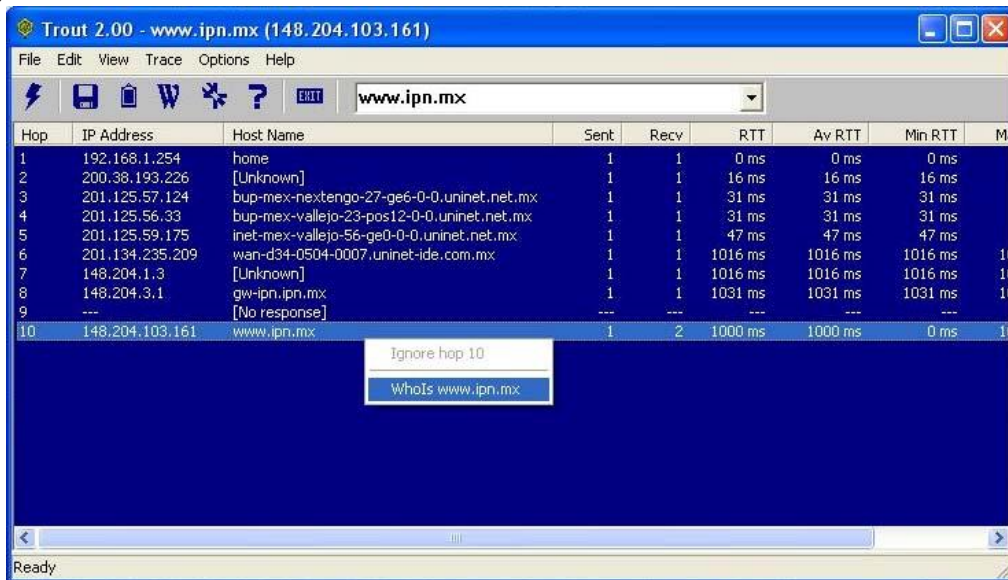 Trout 2.00 - www.ipn.mx (148.204.103.161)
File Edit View Trace Options Help
W ? EXIT www.ipn.mx
Hop IP Address Host Name Sent Recv RTT Av RTT Min RTT M
1 192.168.1.254 home 1 1 0 ms 0 ms 0 ms
2 200.38.193.226 [Unknown] 1 1 16 ms 16 ms 16 ms
3 201.125.57.124 bup-mex-nextengo-27-ge6-0-0.uninet.net.mx 1 1 31 ms 31 ms 31 ms
4 201.125.56.33 bup-mex-vallejo-23-pos12-0-0.uninet.net.mx 1 1 31 ms 31 ms 31 ms
5 201.125.59.175 inet-mex-vallejo-56-ge0-0-0.uninet.net.mx 1 1 47 ms 47 ms 47 ms
6 201.134.235.209 wan-d34-0504-0007.uninet-ide.com.mx 1 1 1016 ms 1016 ms 1016 ms
7 148.204.1.3 [Unknown] 1 1 1016 ms 1016 ms 1016 ms
8 148.204.3.1 gw-ipn.ipn.mx 1 1 1031 ms 1031 ms 1031 ms
9 --- [No response] --- --- --- --- ---
10 148.204.103.161 www.ipn.mx 1 2 1000 ms 1000 ms 0 ms
Ignore hop 10
WhoIs www.ipn.mx
Ready